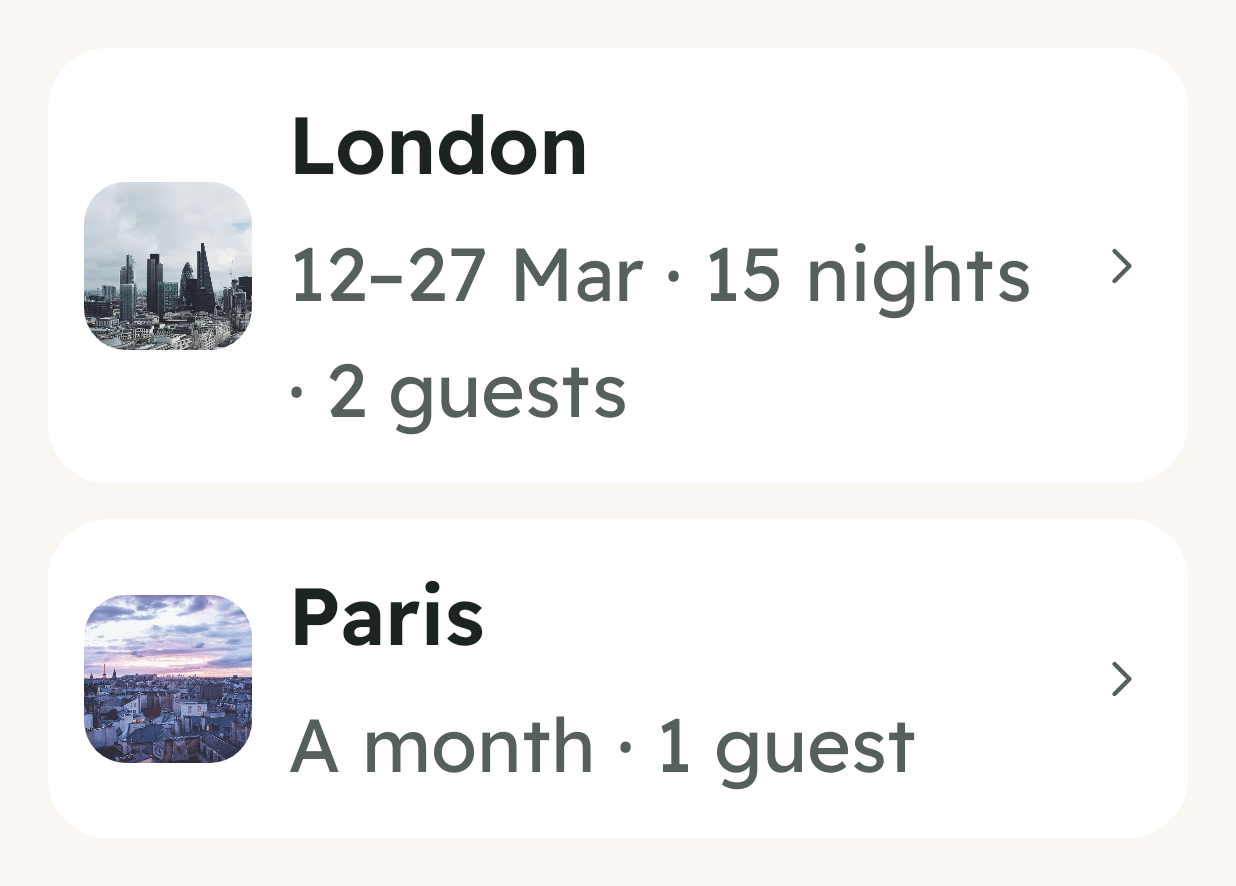 London
12–27 Mar · 15 nights
· 2 guests
Paris
A month · 1 guest